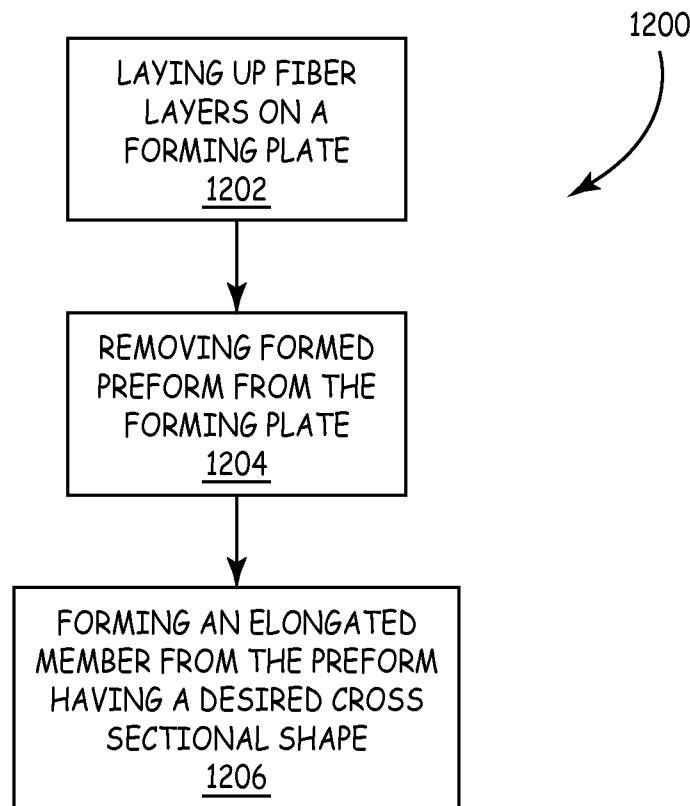 1200
LAYING UP FIBER
LAYERS ON A
FORMING PLATE
1202
REMOVING FORMED
PREFORM FROM THE
FORMING PLATE
1204
FORMING AN ELONGATED
MEMBER FROM THE PREFORM
HAVING A DESIRED CROSS
SECTIONAL SHAPE
1206